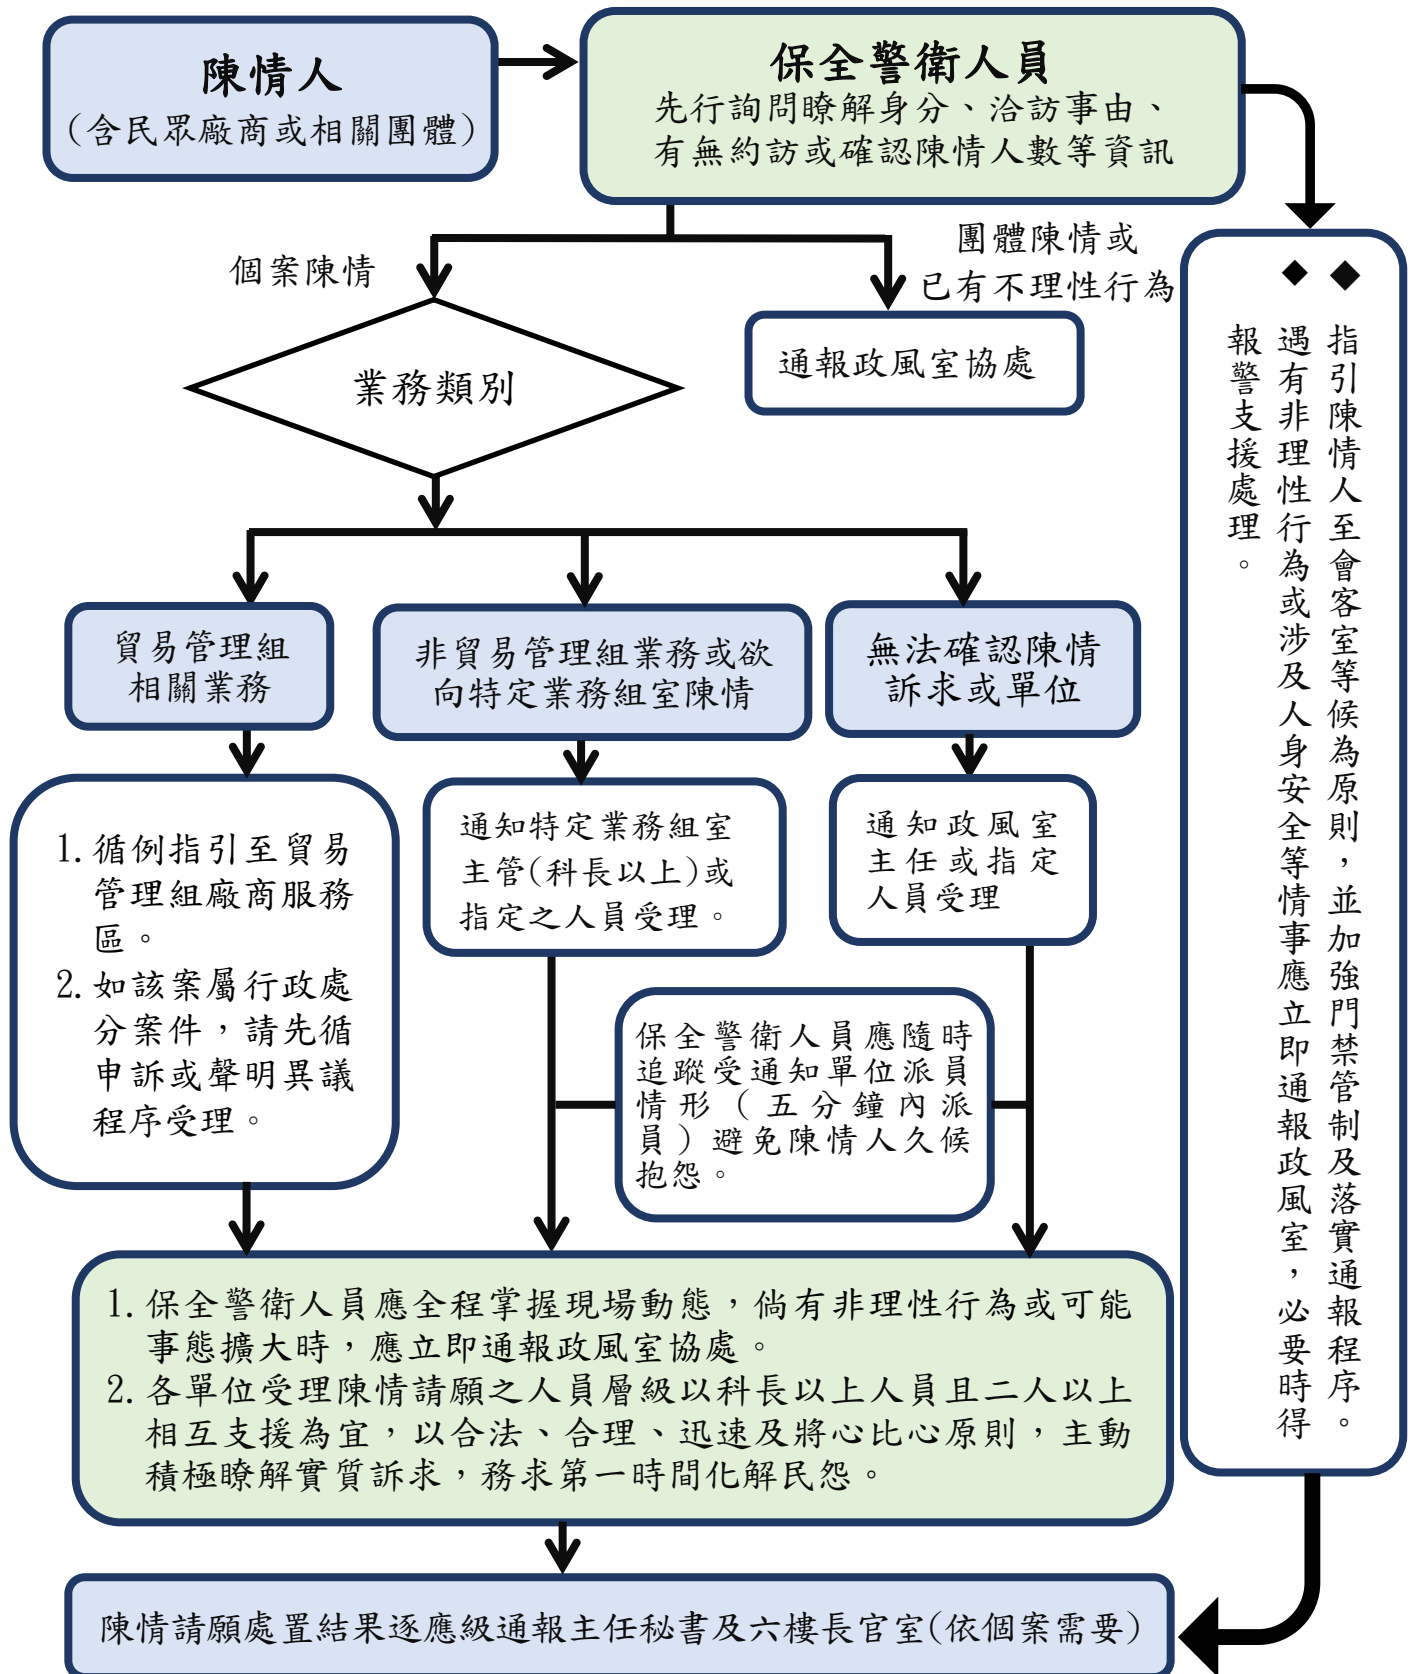 陳情人
(含民眾廠商或相關團體)
保全警衛人員
先行詢問瞭解身分、洽訪事由、
有無約訪或確認陳情人數等資訊
個案陳情
團體陳情或
已有不理性行為
通報政風室協處
業務類別
◆ 指引陳情人至會客室等候為原則，並加強門禁管制及落實通報程序。
◆ 遇有非理性行為或涉及人身安全等情事應立即通報政風室，必要時得
報警支援處理。
貿易管理組
相關業務
非貿易管理組業務或欲
向特定業務組室陳情
無法確認陳情
訴求或單位
1. 循例指引至貿易
管理組廠商服務
區。
2. 如該案屬行政處
分案件，請先循
申訴或聲明異議
程序受理。
通知特定業務組室
主管(科長以上)或
指定之人員受理。
通知政風室
主任或指定
人員受理
保全警衛人員應隨時
追蹤受通知單位派員
情形（五分鐘內派
員）避免陳情人久候
抱怨。
1. 保全警衛人員應全程掌握現場動態，倘有非理性行為或可能
事態擴大時，應立即通報政風室協處。
2. 各單位受理陳情請願之人員層級以科長以上人員且二人以上
相互支援為宜，以合法、合理、迅速及將心比心原則，主動
積極瞭解實質訴求，務求第一時間化解民怨。
陳情請願處置結果逐應級通報主任秘書及六樓長官室(依個案需要)